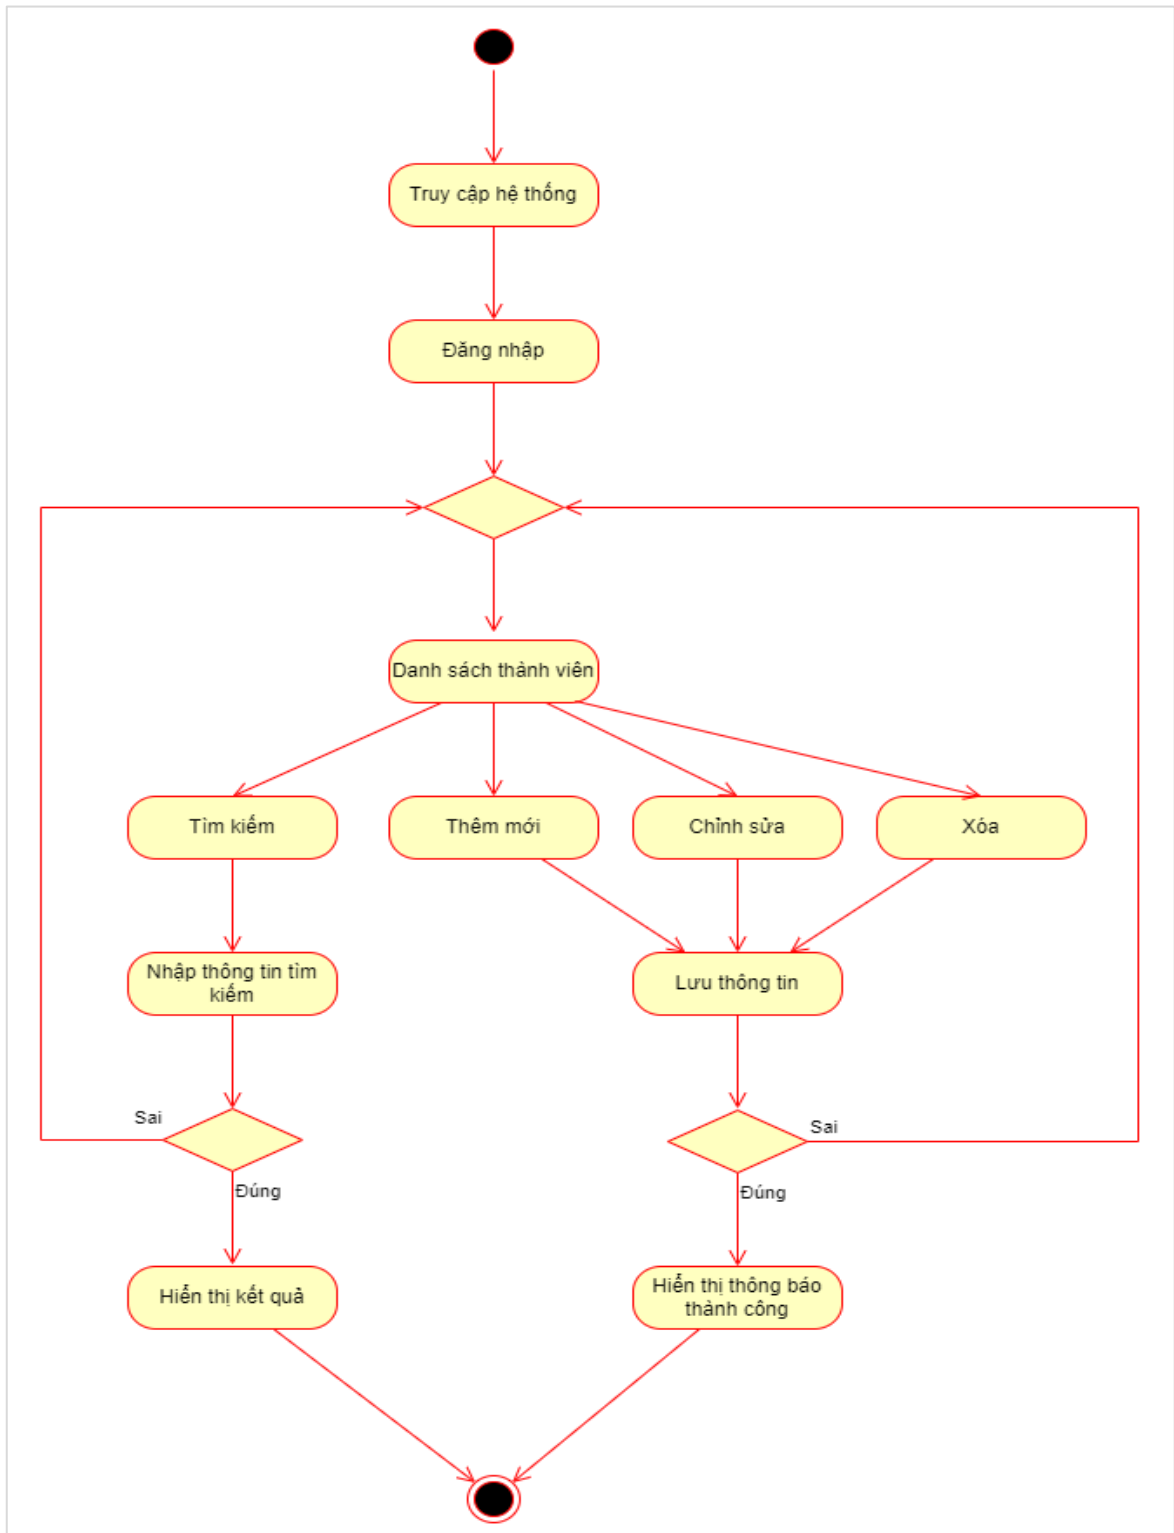 Truy cập hệ thống
Đăng nhập
Danh sách thành viên
Tìm kiếm
Thêm mới
Chỉnh sửa
Xóa
Nhập thông tin tìm
kiếm
Lưu thông tin
Sai
Sai
Đúng
Đúng
Hiển thị kết quả
Hiển thị thông báo
thành công